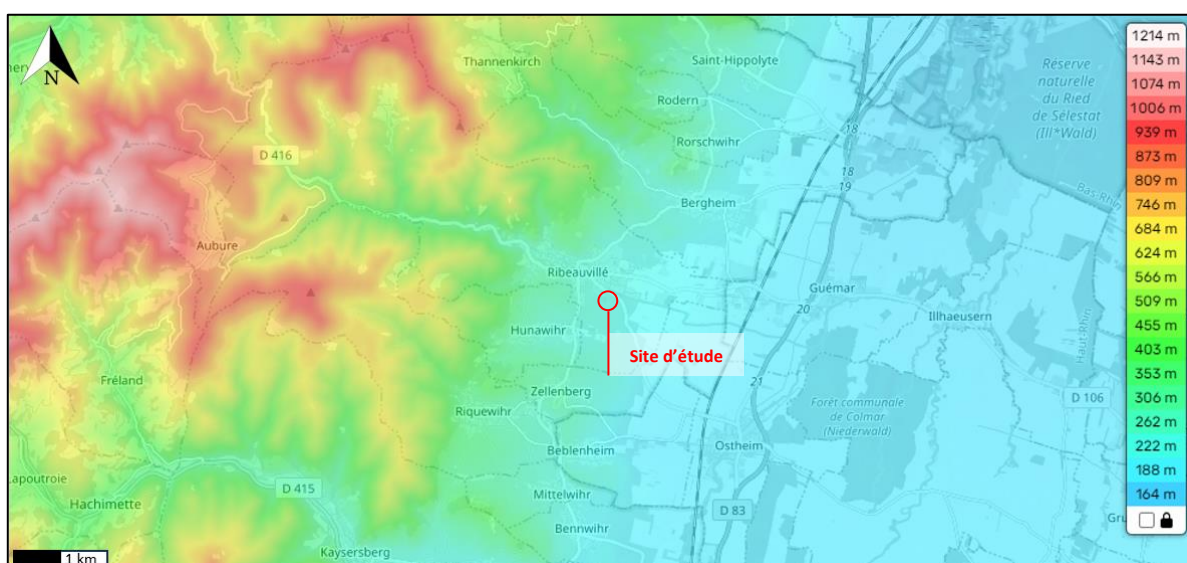 N
Thannenkirch
Saint-Hippolyte
Réserve
naturelle
du Ried
de Sélestat
(Ill*Wald)
Rodern
Rorschwihr
18
18
19
D 416
Bergheim
Bas-Rhin
Aubure
Ribeauvillé
Guémar
20
Illhaeusern
Haut-Rhin
Hunawihr
Site d’étude
21
Fréland
Zellenberg
Riquewihr
Forêt communale
de Colmar
(Niederwald)
D 106
Beblenheim
Ostheim
Lapoutroie
Hachimette
D 415
Mittelwihr
D 83
Bennwihr
Kaysersberg
1 km
1214 m
1143 m
1074 m
1006 m
939 m
873 m
809 m
746 m
684 m
624 m
566 m
509 m
455 m
403 m
353 m
306 m
262 m
222 m
188 m
164 m